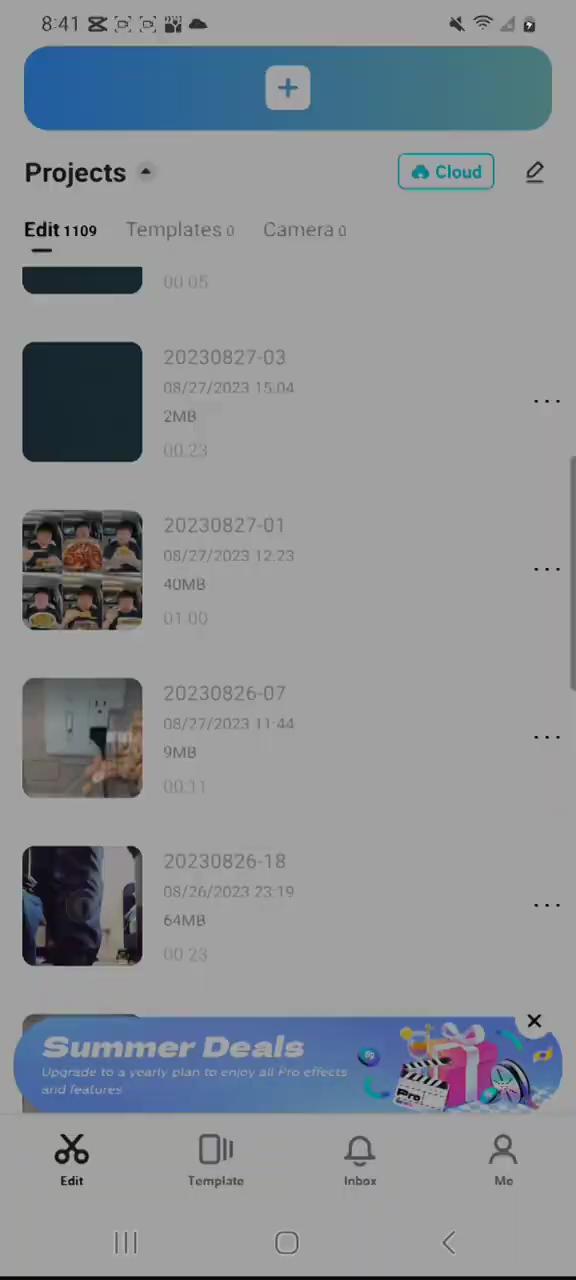 8:41
Projects
Cloud
Edit 1109
Templates 0
Camera 0
00:05
20230827-03
08/27/2023 15:04
2MB
00:23
20230827-01
08/27/2023 12:23
40MB
01:00
20230826-07
08/27/2023 11:44
9MB
00:11
20230826-18
08/26/2023 23:19
64MB
00:23
Summer Deals
Upgrade to a yearly plan to enjoy all Pro effects
and features
Pro
Edit
Template
Inbox
Me